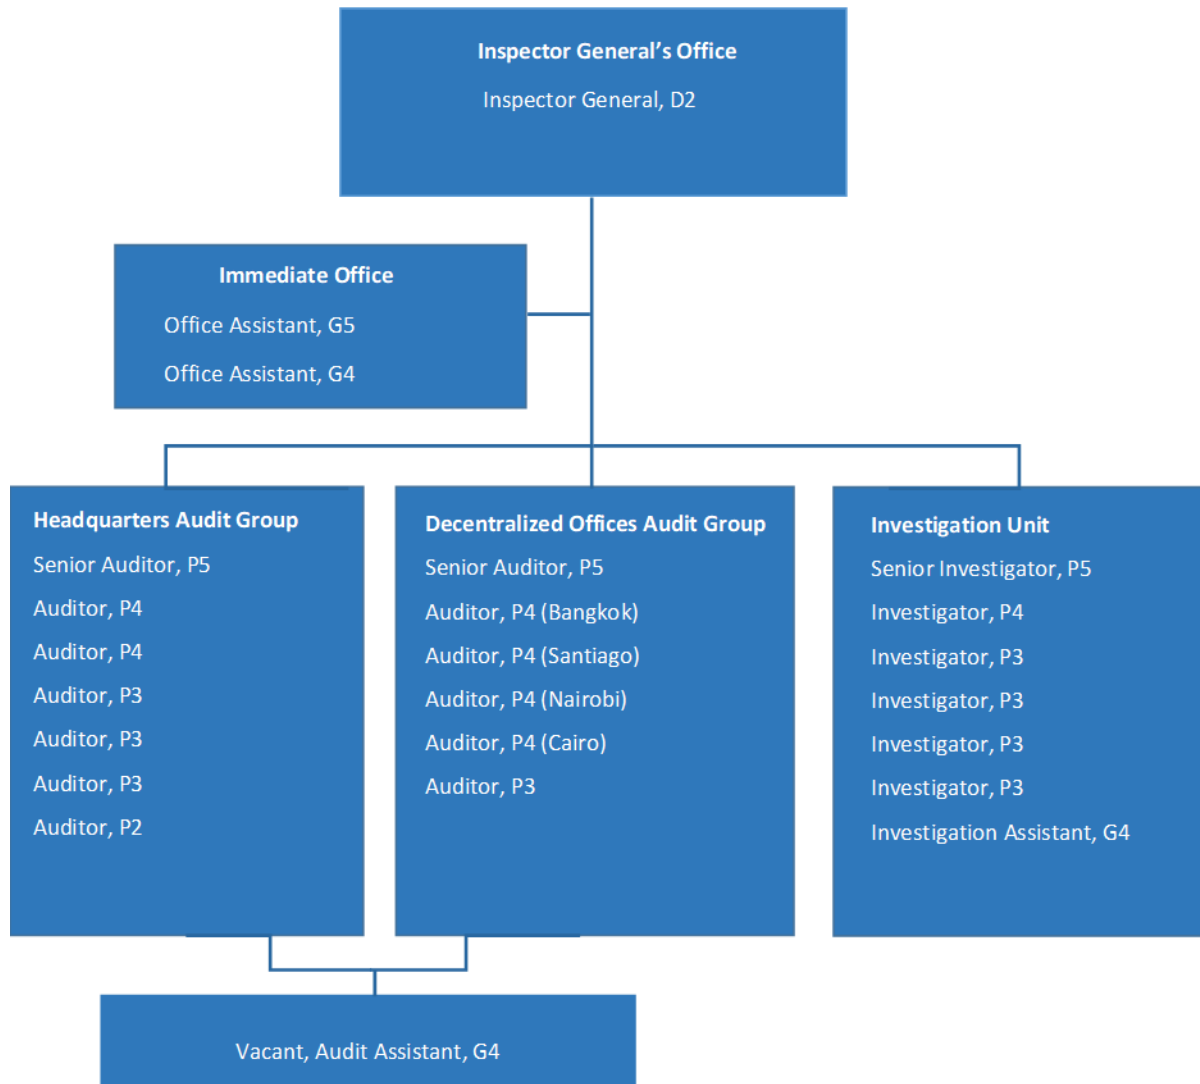 Inspector General’s Office
Inspector General, D2
Immediate Office
Office Assistant, G5
Office Assistant, G4
Headquarters Audit Group
Senior Auditor, P5
Auditor, P4
Auditor, P4
Auditor, P3
Auditor, P3
Auditor, P3
Auditor, P2
Decentralized Offices Audit Group
Senior Auditor, P5
Auditor, P4 (Bangkok)
Auditor, P4 (Santiago)
Auditor, P4 (Nairobi)
Auditor, P4 (Cairo)
Auditor, P3
Investigation Unit
Senior Investigator, P5
Investigator, P4
Investigator, P3
Investigator, P3
Investigator, P3
Investigator, P3
Investigation Assistant, G4
Vacant, Audit Assistant, G4